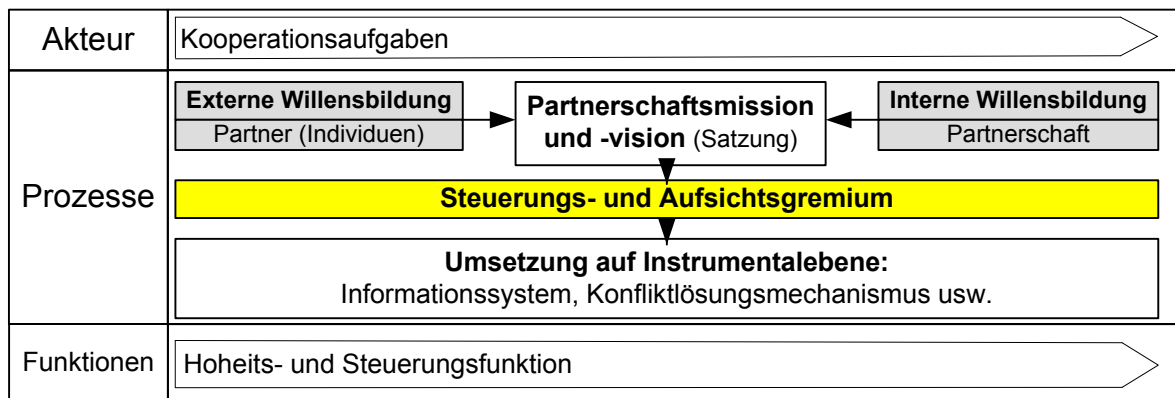 Akteur
Kooperationsaufgaben
Prozesse
Externe Willensbildung
Partner (Individuen)
Partnerschaftsmission
und -vision (Satzung)
Interne Willensbildung
Partnerschaft
Steuerungs- und Aufsichtsgremium
Umsetzung auf Instrumentalebene:
Informationssystem, Konfliktlösungsmechanismus usw.
Funktionen
Hoheits- und Steuerungsfunktion